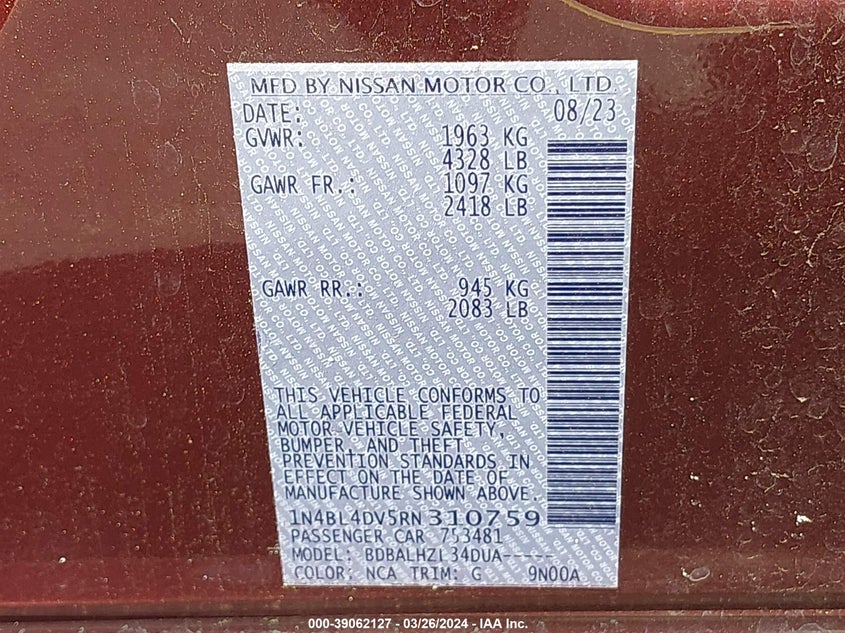 MFD BY NISSAN MOTOR CO., LTD.
DATE: 08/23
GVWR: 1963 KG
4328 LB
GAWR FR.: 1097 KG
2418 LB
GAWR RR.: 945 KG
2083 LB
THIS VEHICLE CONFORMS TO
ALL APPLICABLE FEDERAL
MOTOR VEHICLE SAFETY,
BUMPER, AND THEFT
PREVENTION STANDARDS IN
EFFECT ON THE DATE OF
MANUFACTURE SHOWN ABOVE.
1N4BL4DV5RN310759
PASSENGER CAR 753481
MODEL: BDBALHZL34DUA-----
COLOR: NCA TRIM: G 9N00A
000-39062127 - 03/26/2024 - IAA Inc.